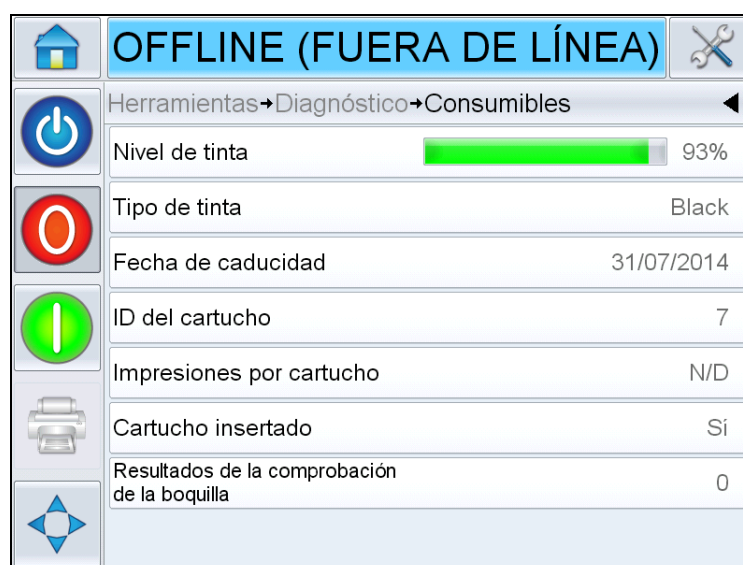 OFFLINE (FUERA DE LÍNEA)
Herramientas→Diagnóstico→Consumibles
Nivel de tinta 93%
Tipo de tinta Black
Fecha de caducidad 31/07/2014
ID del cartucho 7
Impresiones por cartucho N/D
Cartucho insertado Sí
Resultados de la comprobación
de la boquilla 0